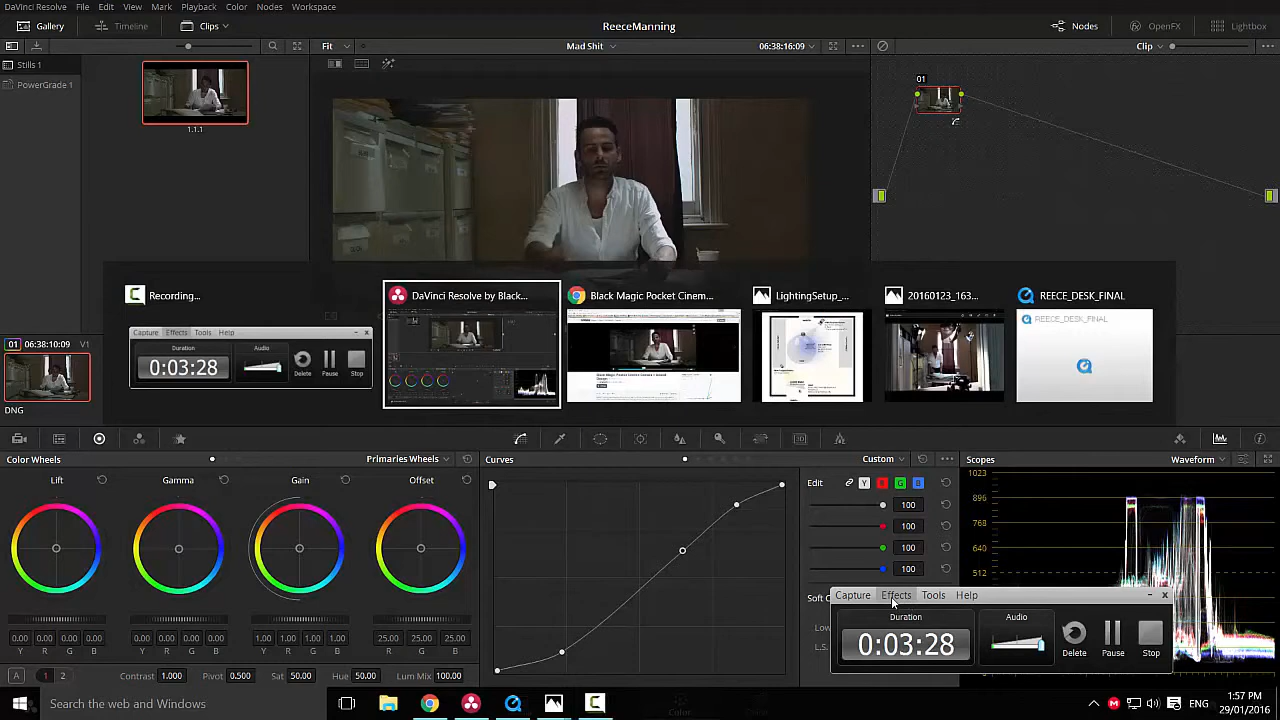 DaVinci Resolve File Edit View Mark Playback Color Nodes Workspace
Gallery Timeline Clips ReeceManning Nodes OpenFX Lightbox
Fit Mad Shit 06:38:16:09 Clip
Stills 1
PowerGrade 1
1.1.1
01
Recording...
DaVinci Resolve by Black...
Black Magic Pocket Cinem...
LightingSetup_...
20160123_163...
REECE_DESK_FINAL
REECE_DESK_FINAL
Capture Effects Tools Help
Duration Audio
0:03:28
Delete Pause Stop
01 06:38:10:09 V1
DNG
Color Wheels Primaries Wheels Curves Custom Scopes Waveform
Lift Gamma Gain Offset
Edit Y R G B
100
100
100
100
1023
896
768
640
512
Soft C
Low
L.S.
Capture Effects Tools Help
Duration Audio
0:03:28
Delete Pause Stop
0.00 0.00 0.00 0.00 0.00 0.00 0.00 0.00 1.00 1.00 1.00 1.00 25.00 25.00 25.00
Y R G B Y R G B Y R G B R G B
A 1 2 Contrast 1.000 Pivot 0.500 Sat 50.00 Hue 50.00 Lum Mix 100.00
Search the web and Windows
ENG
1:57 PM
29/01/2016